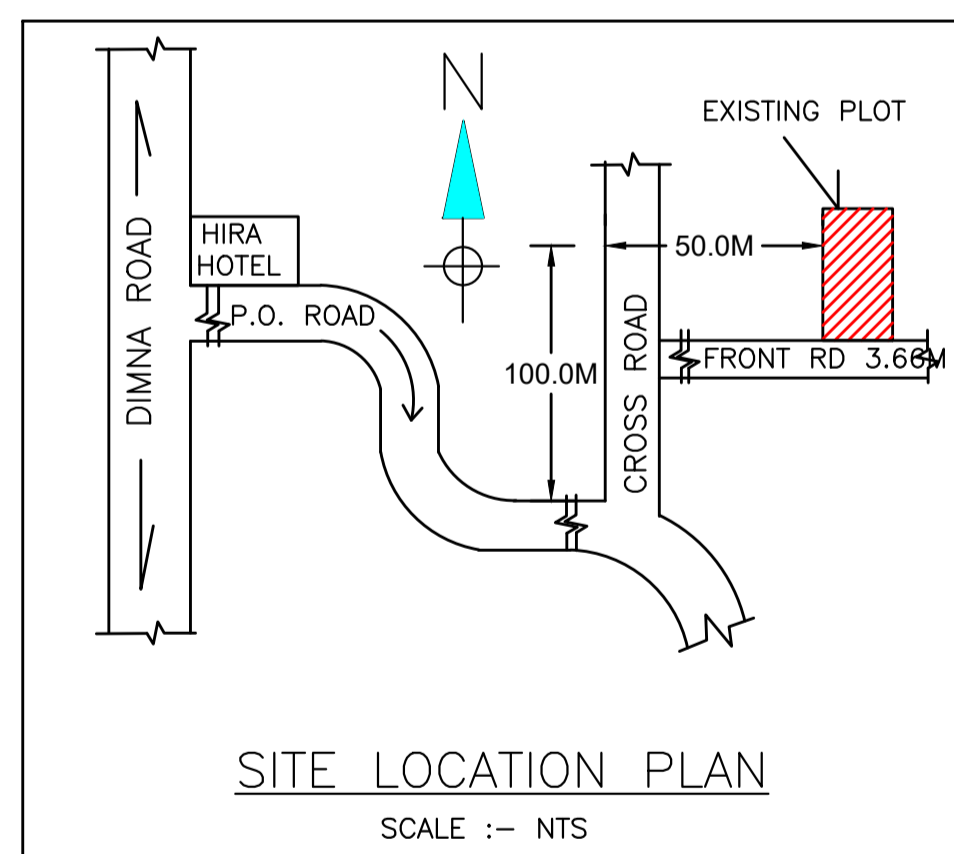 N
EXISTING PLOT
DIMNA ROAD
HIRA
HOTEL
P.O. ROAD
50.0M
100.0M
CROSS ROAD
FRONT RD 3.66M
SITE LOCATION PLAN
SCALE :– NTS